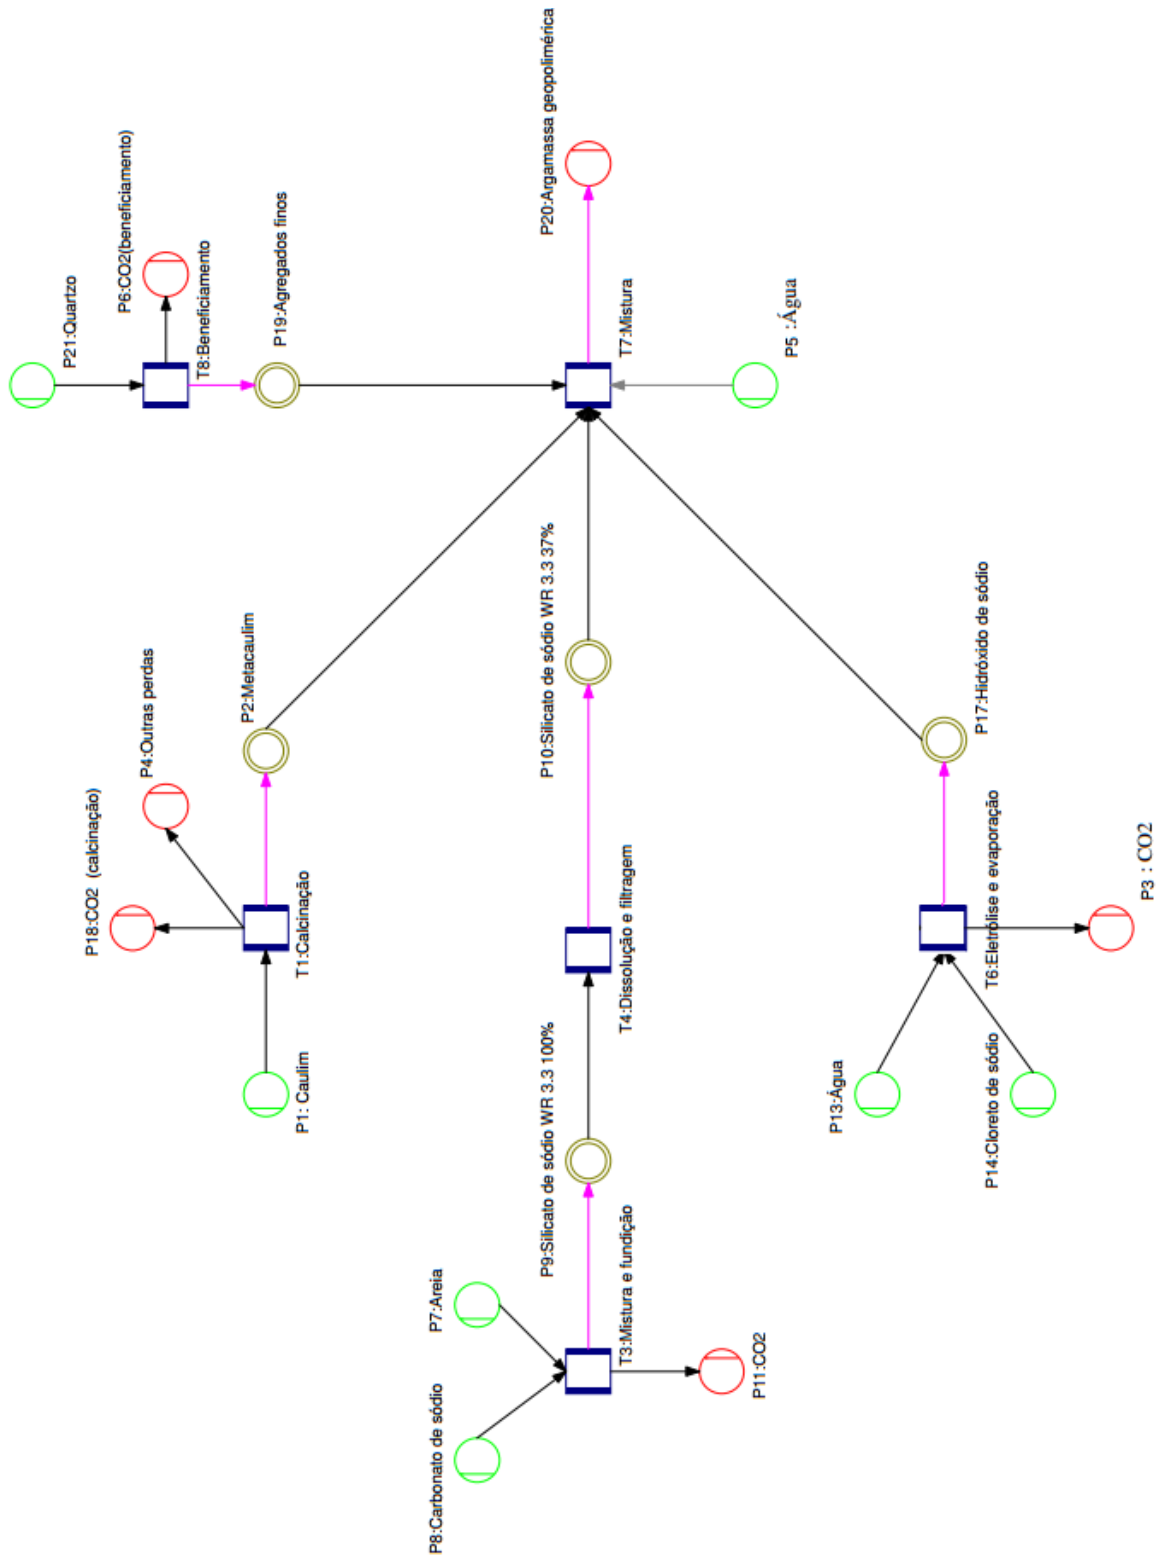 P21:Quartzo
P6:CO2(beneficiamento)
T8:Beneficiamento
P19:Agregados finos
P20:Argamassa geopolimérica
T7:Mistura
P5 :Água
P4:Outras perdas
P2:Metacaulim
P18:CO2 (calcinação)
T1:Calcinação
P1: Caulim
P10:Silicato de sódio WR 3.3 37%
T4:Dissolução e filtragem
P9:Silicato de sódio WR 3.3 100%
P7:Areia
P8:Carbonato de sódio
T3:Mistura e fundição
P11:CO2
P17:Hidróxido de sódio
T6:Eletrólise e evaporação
P13:Água
P14:Cloreto de sódio
P3 : CO2